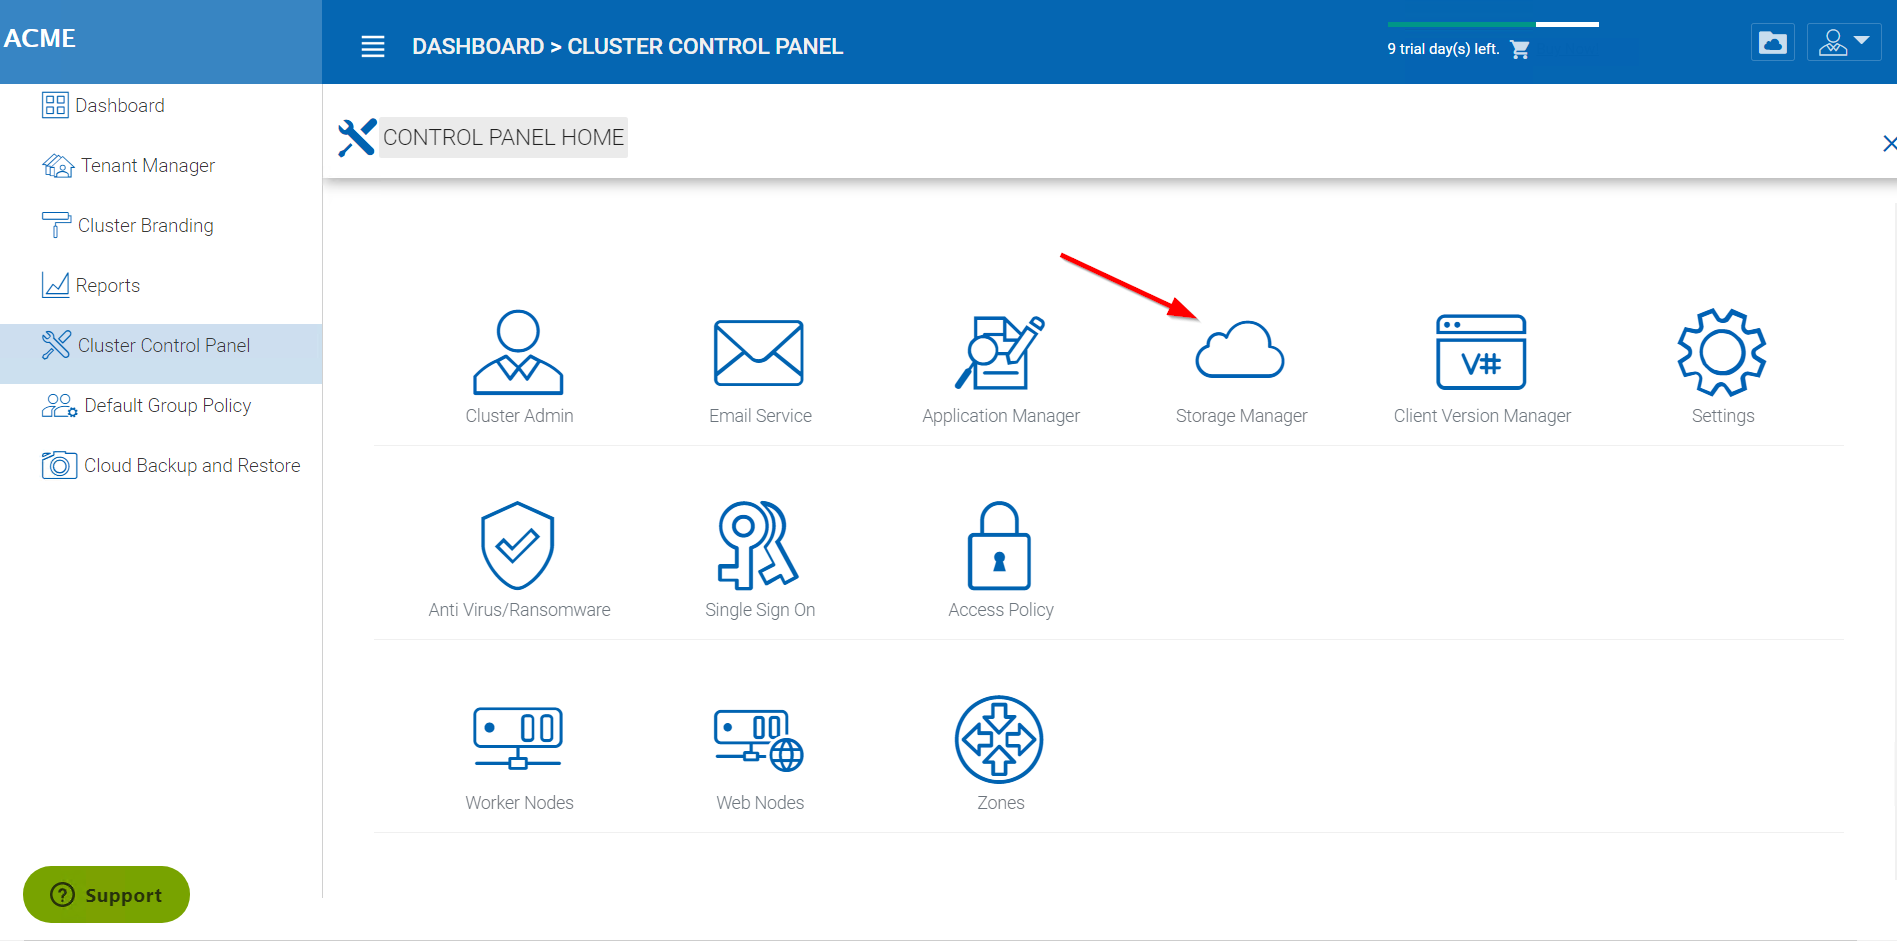 ACME
DASHBOARD > CLUSTER CONTROL PANEL
9 trial day(s) left.
Dashboard
Tenant Manager
Cluster Branding
Reports
Cluster Control Panel
Default Group Policy
Cloud Backup and Restore
CONTROL PANEL HOME
Cluster Admin
Email Service
Application Manager
Storage Manager
V#
Client Version Manager
Settings
Anti Virus/Ransomware
Single Sign On
Access Policy
Worker Nodes
Web Nodes
Zones
? Support